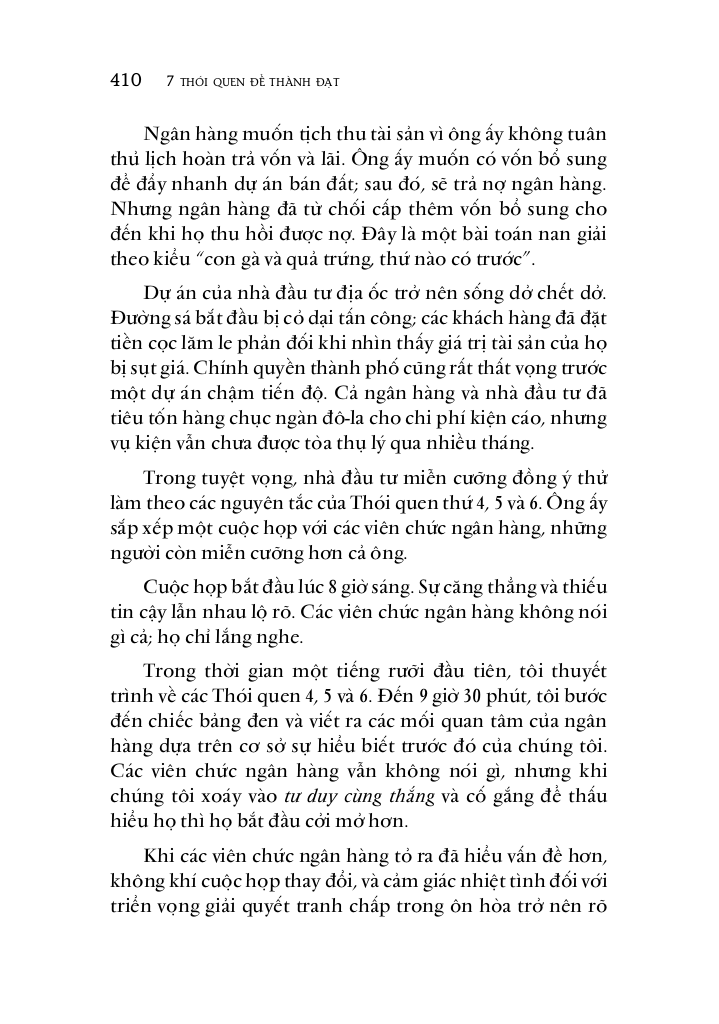 410 7 THÓI QUEN ĐỂ THÀNH ĐẠT
Ngân hàng muốn tịch thu tài sản vì ông ấy không tuân
thủ lịch hoàn trả vốn và lãi. Ông ấy muốn có vốn bổ sung
để đẩy nhanh dự án bán đất; sau đó, sẽ trả nợ ngân hàng.
Nhưng ngân hàng đã từ chối cấp thêm vốn bổ sung cho
đến khi họ thu hồi được nợ. Đây là một bài toán nan giải
theo kiểu “con gà và quả trứng, thứ nào có trước”.
Dự án của nhà đầu tư địa ốc trở nên sống dở chết dở.
Đường sá bắt đầu bị cỏ dại tấn công; các khách hàng đã đặt
tiền cọc lăm le phản đối khi nhìn thấy giá trị tài sản của họ
bị sụt giá. Chính quyền thành phố cũng rất thất vọng trước
một dự án chậm tiến độ. Cả ngân hàng và nhà đầu tư đã
tiêu tốn hàng chục ngàn đô-la cho chi phí kiện cáo, nhưng
vụ kiện vẫn chưa được tòa thụ lý qua nhiều tháng.
Trong tuyệt vọng, nhà đầu tư miễn cưỡng đồng ý thử
làm theo các nguyên tắc của Thói quen thứ 4, 5 và 6. Ông ấy
sắp xếp một cuộc họp với các viên chức ngân hàng, những
người còn miễn cưỡng hơn cả ông.
Cuộc họp bắt đầu lúc 8 giờ sáng. Sự căng thẳng và thiếu
tin cậy lẫn nhau lộ rõ. Các viên chức ngân hàng không nói
gì cả; họ chỉ lắng nghe.
Trong thời gian một tiếng rưỡi đầu tiên, tôi thuyết
trình về các Thói quen 4, 5 và 6. Đến 9 giờ 30 phút, tôi bước
đến chiếc bảng đen và viết ra các mối quan tâm của ngân
hàng dựa trên cơ sở sự hiểu biết trước đó của chúng tôi.
Các viên chức ngân hàng vẫn không nói gì, nhưng khi
chúng tôi xoáy vào tư duy cùng thắng và cố gắng để thấu
hiểu họ thì họ bắt đầu cởi mở hơn.
Khi các viên chức ngân hàng tỏ ra đã hiểu vấn đề hơn,
không khí cuộc họp thay đổi, và cảm giác nhiệt tình đối với
triển vọng giải quyết tranh chấp trong ôn hòa trở nên rõ